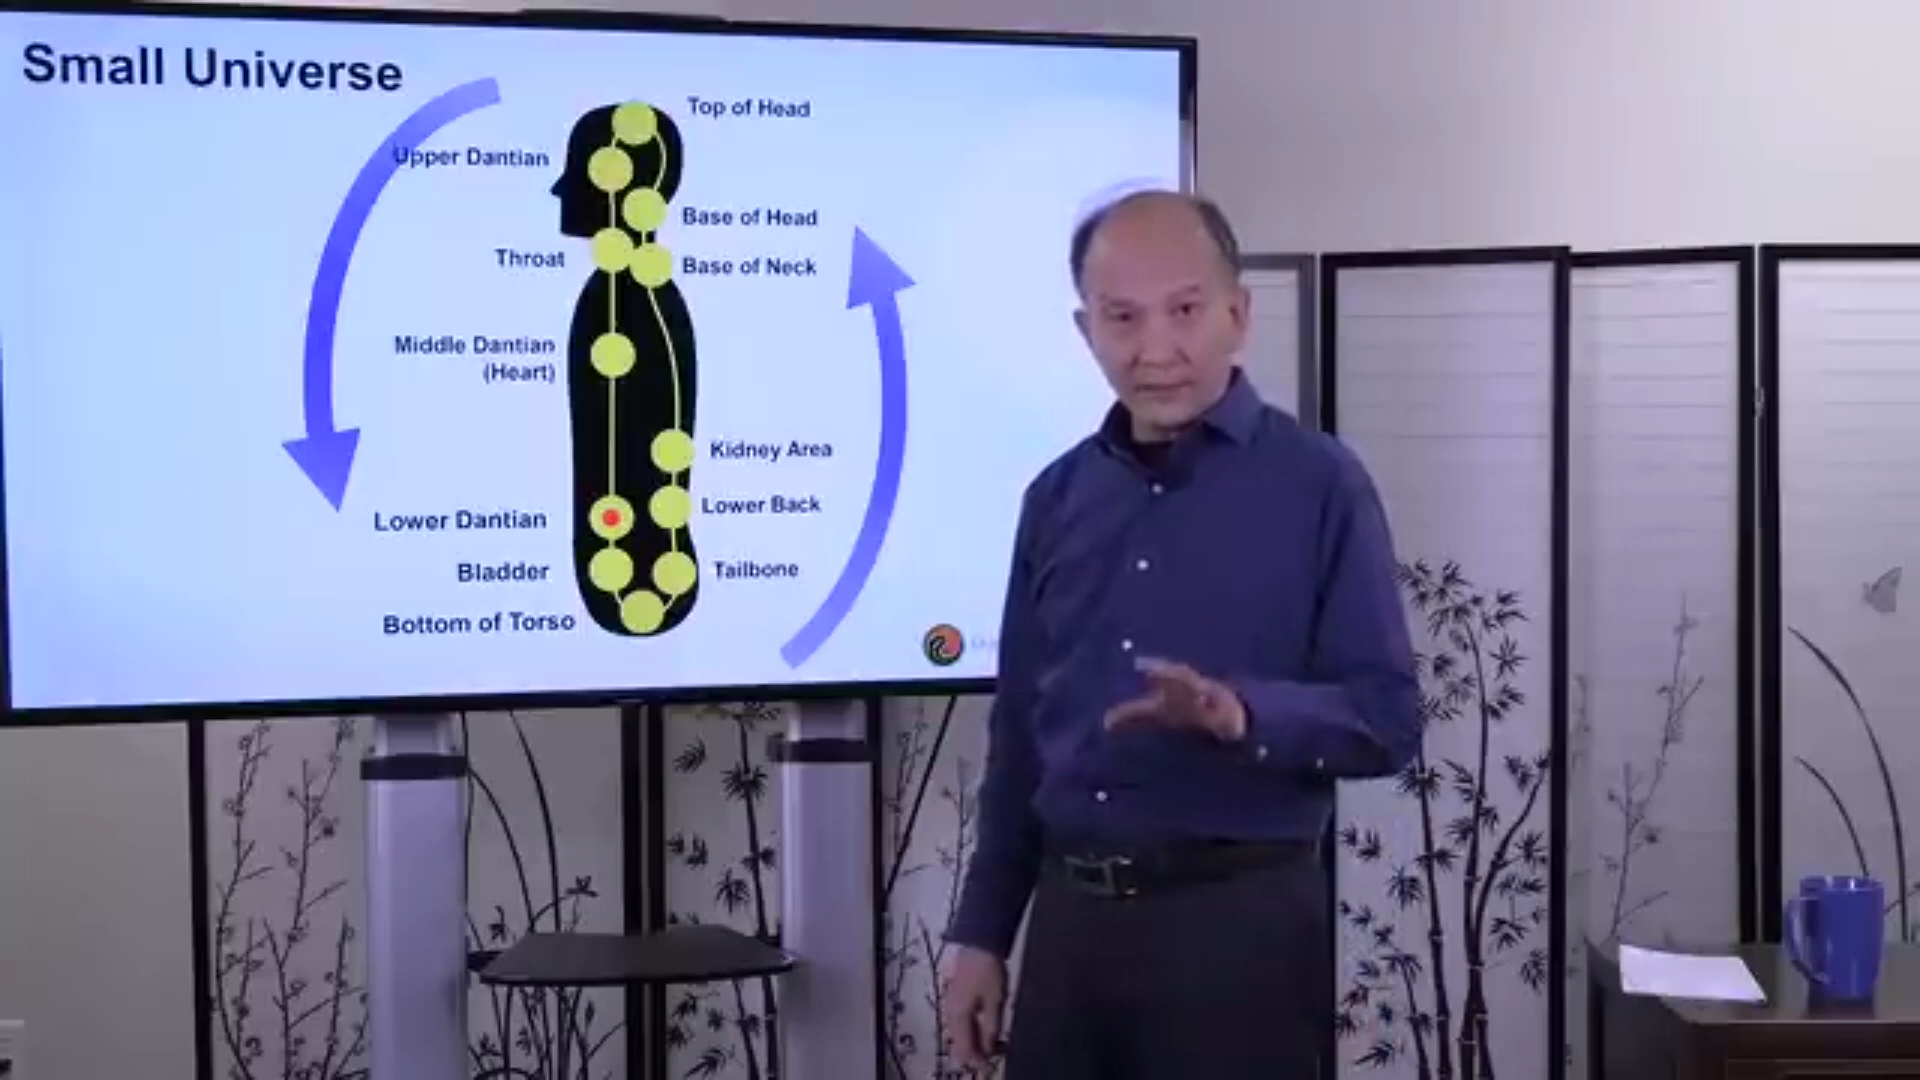 Small Universe
Top of Head
Upper Dantian
Base of Head
Throat
Base of Neck
Middle Dantian
(Heart)
Kidney Area
Lower Back
Lower Dantian
Bladder
Tailbone
Bottom of Torso